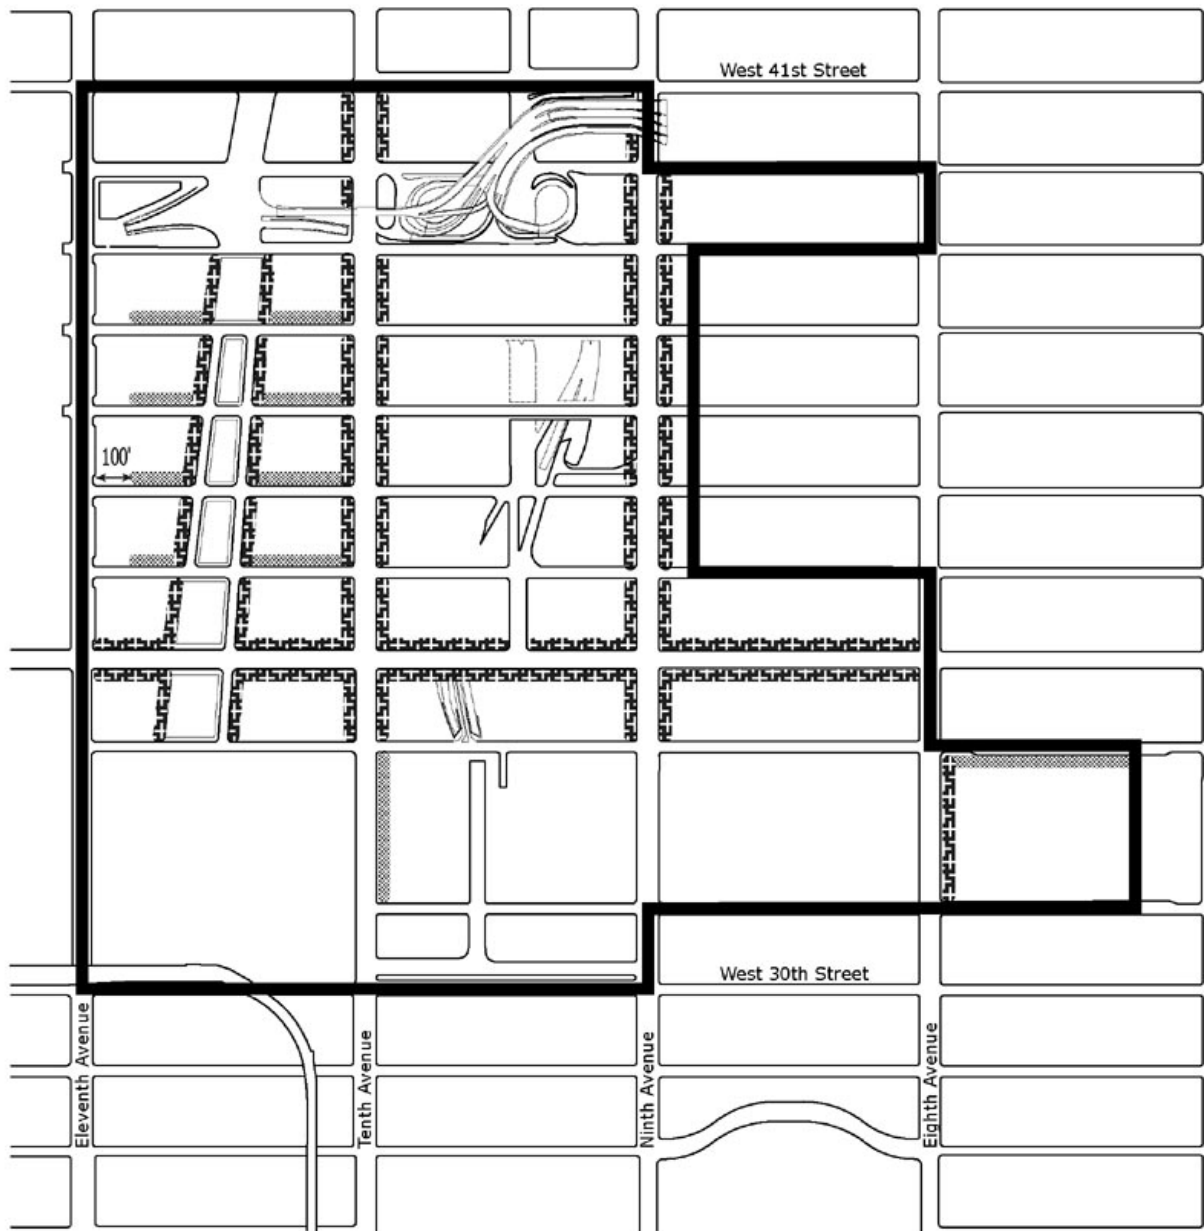 West 41st Street
100'
West 30th Street
Eleventh Avenue
Tenth Avenue
Ninth Avenue
Eighth Avenue